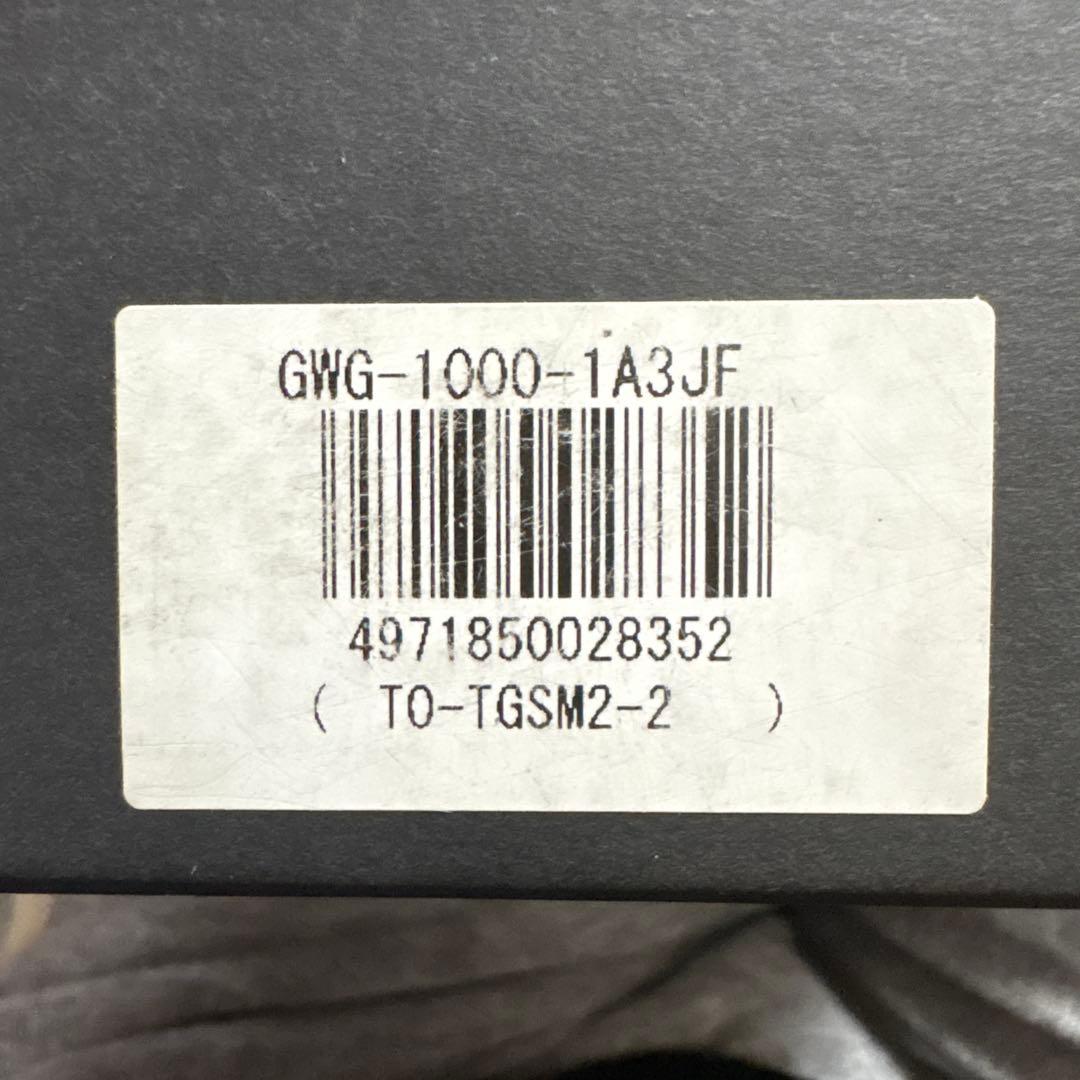 GWG-1000-1A3JF
4971850028352
( TO-TGSM2-2 )